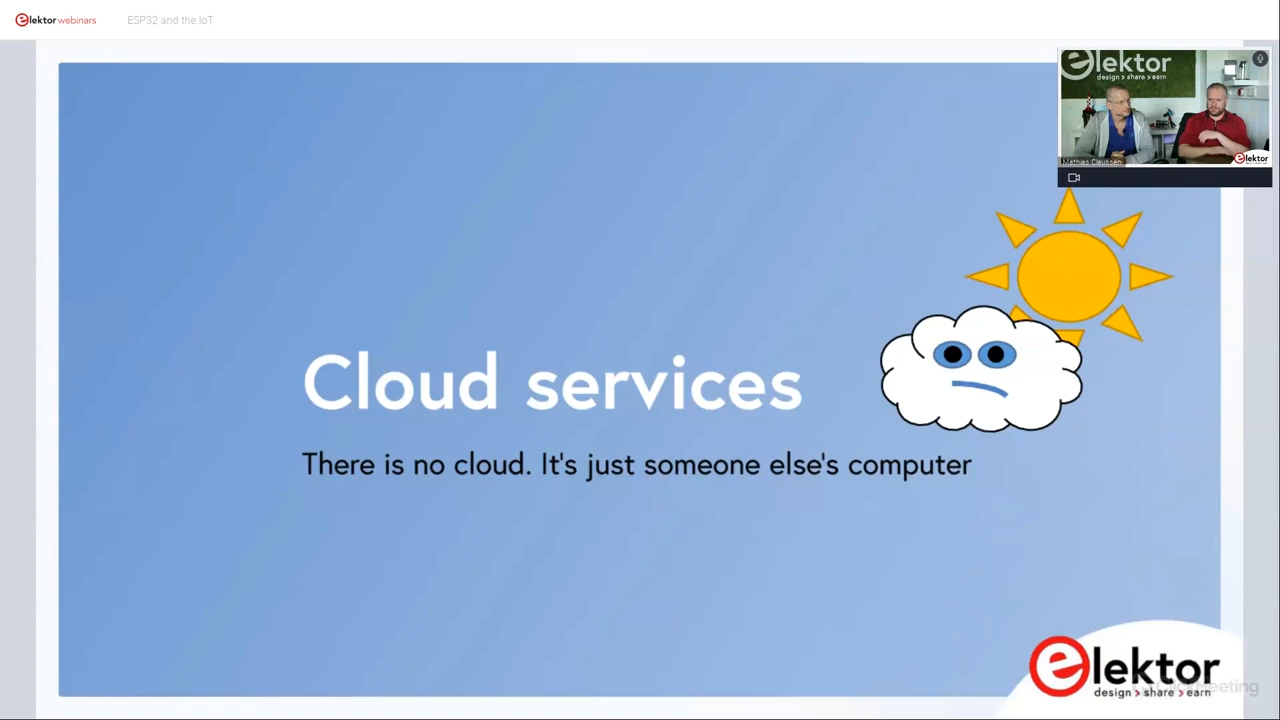 elektor webinars
ESP32 and the IoT
elektor
design > share > earn
Mathias Claussen
elektor
Cloud services
There is no cloud. It's just someone else's computer
elektor
design > share > earn
ClickMeeting